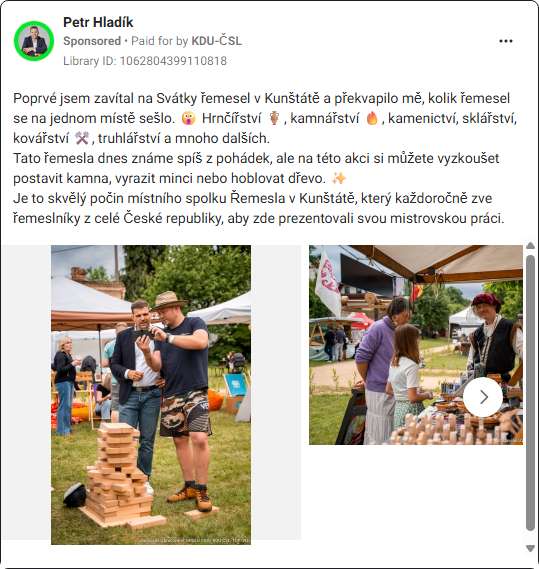 Petr Hladík
Sponsored • Paid for by KDU-ČSL
Library ID: 1062804399110818
Poprvé jsem zavítal na Svátky řemesel v Kunštátě a překvapilo mě, kolik řemesel
se na jednom místě sešlo. 😲 Hrnčířství 🏺, kamnářství 🔥, kamenictví, sklářství,
kovářství ⚒️, truhlářství a mnoho dalších.
Tato řemesla dnes známe spíš z pohádek, ale na této akci si můžete vyzkoušet
postavit kamna, vyrazit minci nebo hoblovat dřevo. ✨
Je to skvělý počin místního spolku Řemesla v Kunštátě, který každoročně zve
řemeslníky z celé České republiky, aby zde prezentovali svou mistrovskou práci.